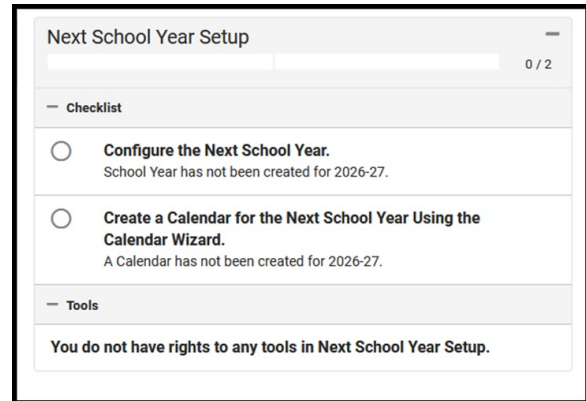 Next School Year Setup
0 / 2
Checklist
Configure the Next School Year.
School Year has not been created for 2026-27.
Create a Calendar for the Next School Year Using the
Calendar Wizard.
A Calendar has not been created for 2026-27.
Tools
You do not have rights to any tools in Next School Year Setup.